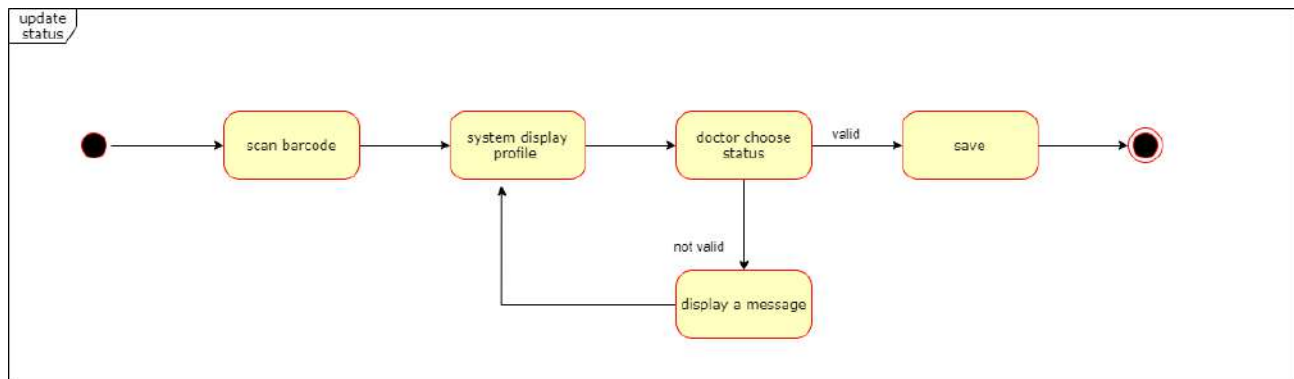 update
status
scan barcode
system display
profile
doctor choose
status
valid
save
not valid
display a message